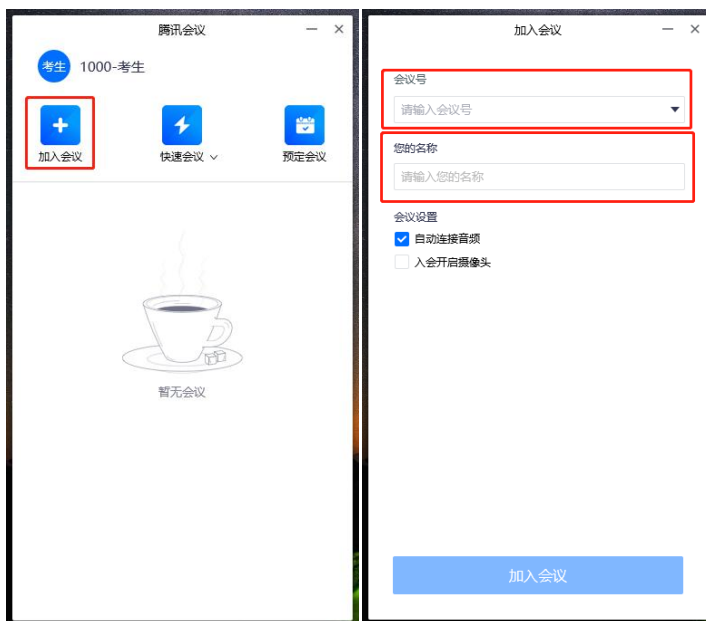 腾讯会议
考生 1000-考生
加入会议 快速会议 预定会议
暂无会议
加入会议
会议号
请输入会议号
您的名称
请输入您的名称
会议设置
自动连接音频
入会开启摄像头
加入会议